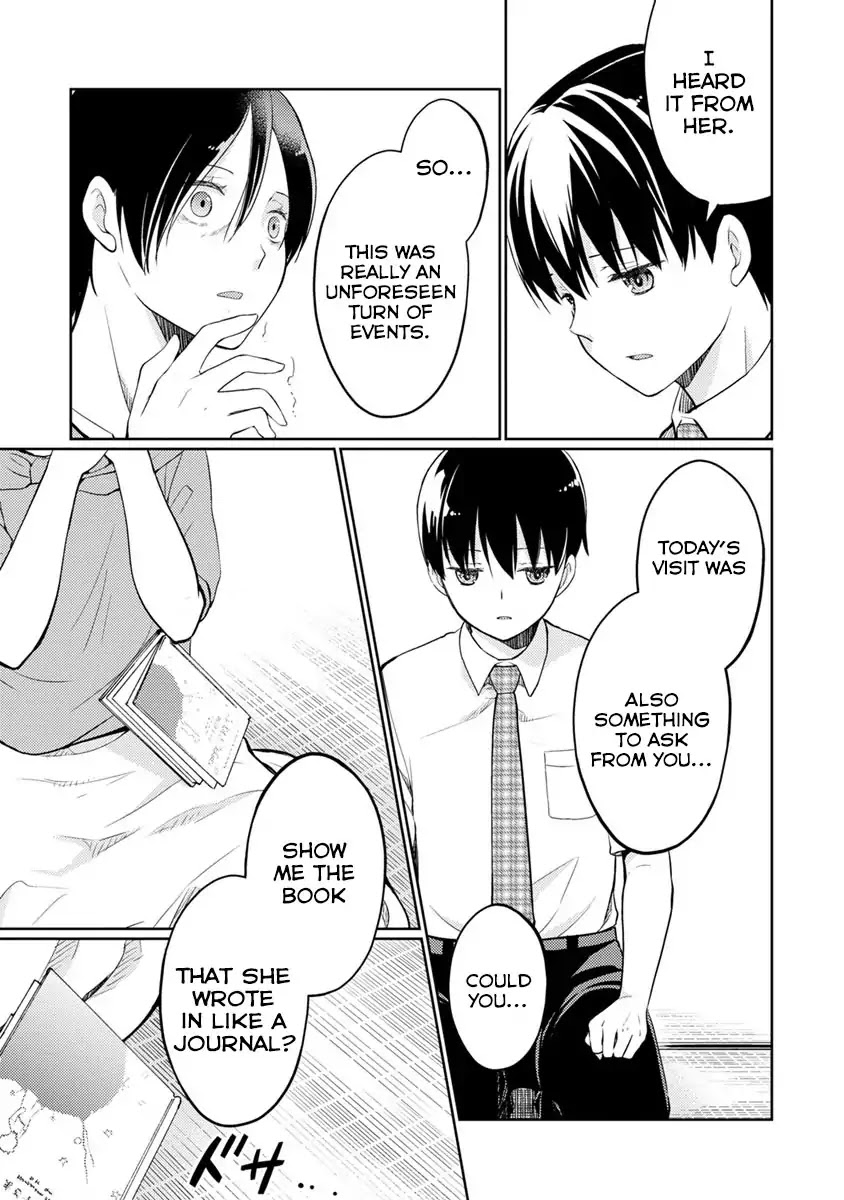 I
HEARD
IT FROM
HER.
SO...
THIS WAS
REALLY AN
UNFORESEEN
TURN OF
EVENTS.
TODAY'S
VISIT WAS
ALSO
SOMETHING
TO ASK
FROM YOU...
COULD
YOU...
SHOW
ME THE
BOOK
THAT SHE
WROTE
IN LIKE A
JOURNAL?
ドサ...